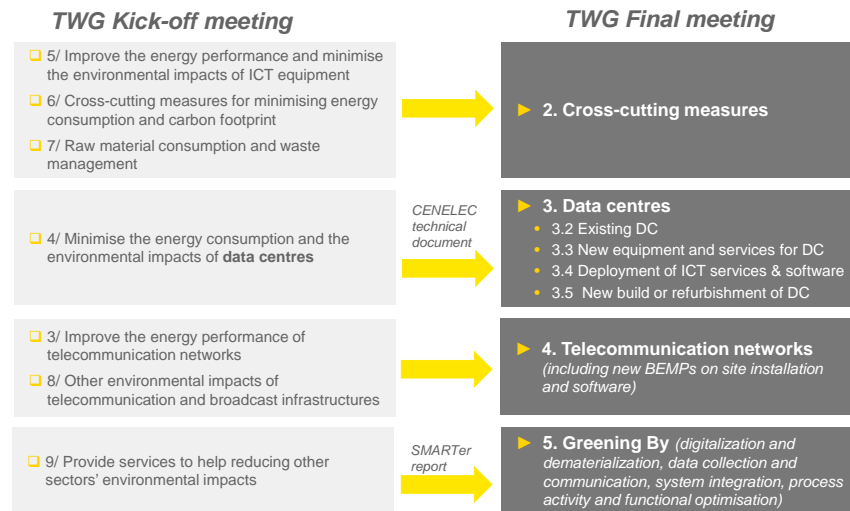 TWG Kick-off meeting
TWG Final meeting
5/ Improve the energy performance and minimise
the environmental impacts of ICT equipment
6/ Cross-cutting measures for minimising energy
consumption and carbon footprint
7/ Raw material consumption and waste
management
2. Cross-cutting measures
4/ Minimise the energy consumption and the
environmental impacts of data centres
CENELEC
technical
document
3. Data centres
3.2 Existing DC
3.3 New equipment and services for DC
3.4 Deployment of ICT services & software
3.5 New build or refurbishment of DC
3/ Improve the energy performance of
telecommunication networks
8/ Other environmental impacts of
telecommunication and broadcast infrastructures
4. Telecommunication networks
(including new BEMPs on site installation
and software)
9/ Provide services to help reducing other
sectors' environmental impacts
SMARTer
report
5. Greening By (digitalization and
dematerialization, data collection and
communication, system integration, process
activity and functional optimisation)